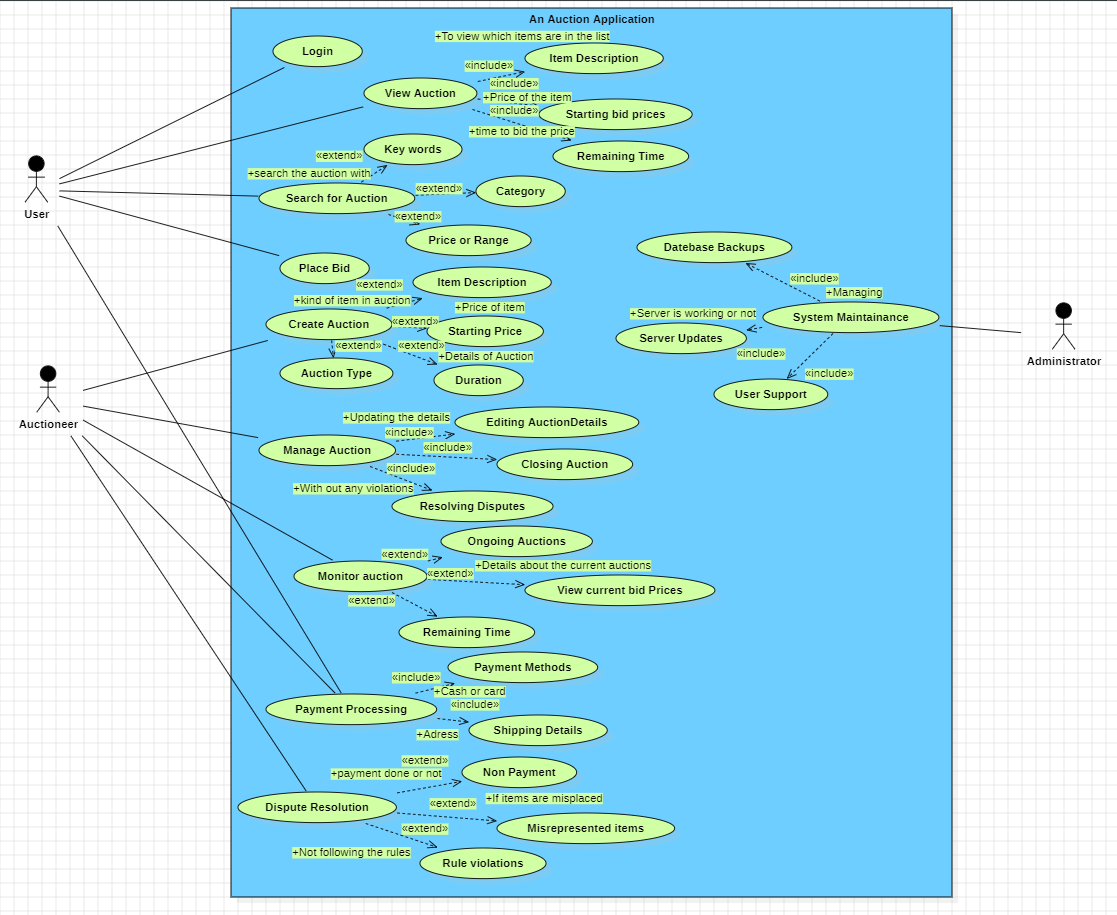 An Auction Application
+To view which items are in the list
Login
Item Description
«include»
«include»
View Auction
+Price of the item
«include»
Starting bid prices
+time to bid the price
Key words
«extend»
Remaining Time
+search the auction with
User
Search for Auction
«extend»
Category
«extend»
Price or Range
Datebase Backups
Place Bid
«extend»
Item Description
«include»
+Managing
+kind of item in auction
+Price of item
+Server is working or not
System Maintainance
Create Auction
«extend»
Starting Price
Server Updates
«extend»
«extend»
«include»
+Details of Auction
Administrator
Auction Type
Duration
«include»
User Support
Auctioneer
+Updating the details
Editing AuctionDetails
«include»
Manage Auction
«include»
Closing Auction
«include»
+With out any violations
Resolving Disputes
Ongoing Auctions
«extend»
+Details about the current auctions
Monitor auction
«extend»
View current bid Prices
«extend»
Remaining Time
Payment Methods
«include»
+Cash or card
«include»
Payment Processing
Shipping Details
+Adress
«extend»
+payment done or not
Non Payment
+If items are misplaced
Dispute Resolution
«extend»
Misrepresented items
«extend»
+Not following the rules
Rule violations